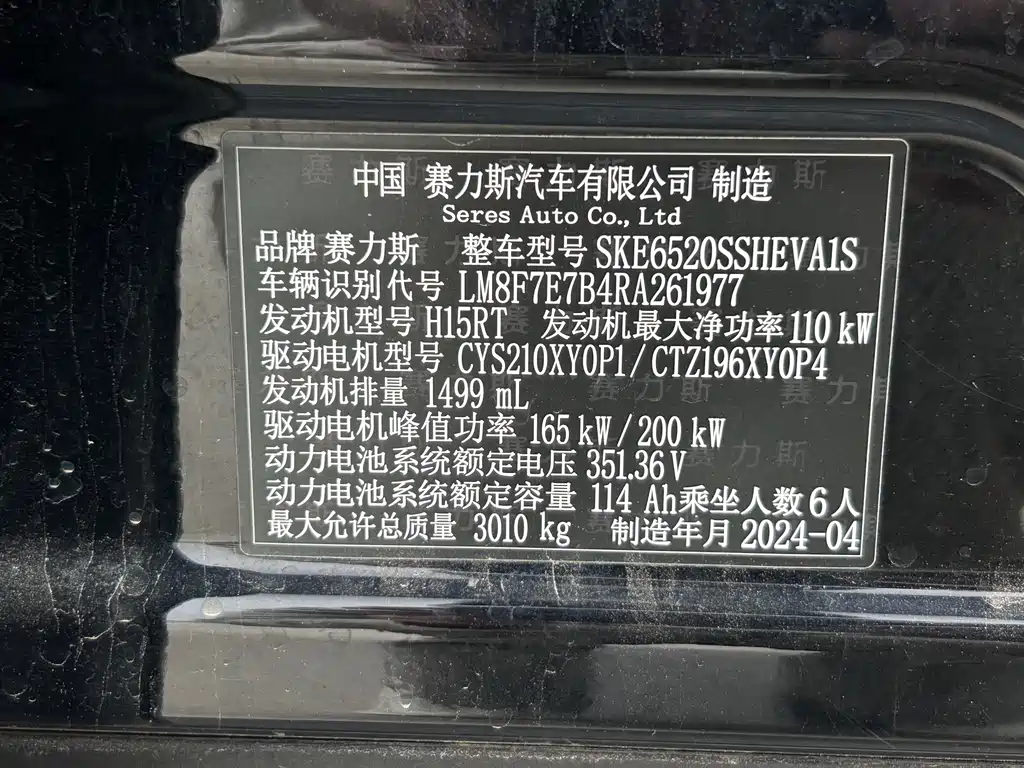 中国 赛力斯汽车有限公司 制造
Seres Auto Co., Ltd
品牌 赛力斯 整车型号 SKE6520SSHEVA1S
车辆识别代号 LM8F7E7B4RA261977
发动机型号 H15RT 发动机最大净功率 110 kW
驱动电机型号 CYS210XY0P1/CTZ196XY0P4
发动机排量 1499 mL
驱动电机峰值功率 165 kW/200 kW
动力电池系统额定电压 351.36 V
动力电池系统额定容量 114 Ah 乘坐人数 6 人
最大允许总质量 3010 kg 制造年月 2024-04